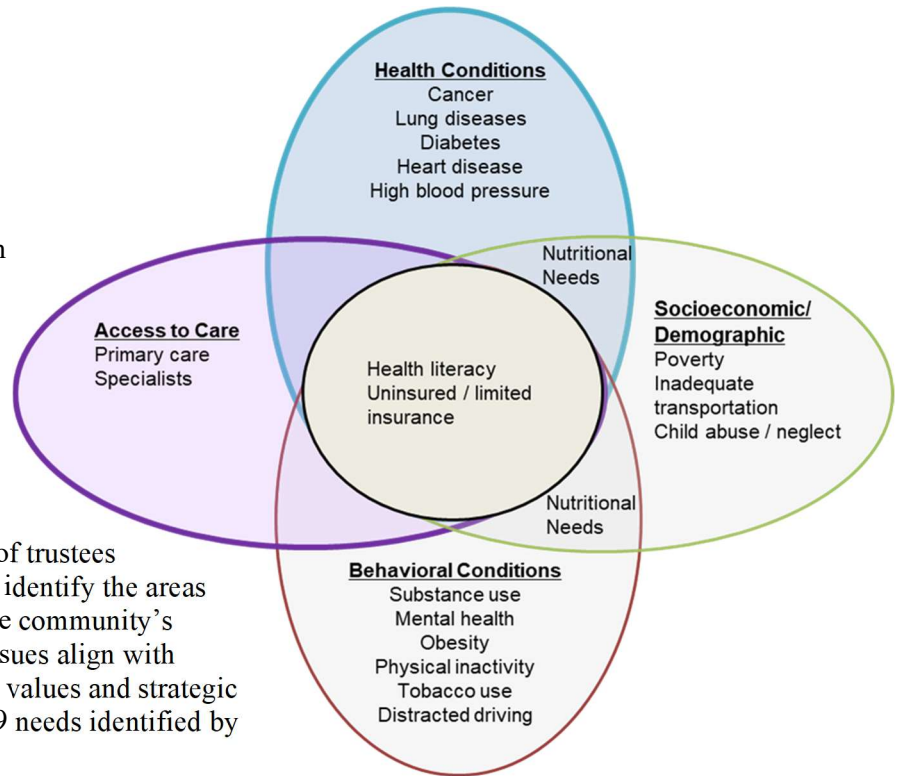 Health Conditions
Cancer
Lung diseases
Diabetes
Heart disease
High blood pressure
Nutritional
Needs
Access to Care
Primary care
Specialists
Health literacy
Uninsured / limited
insurance
Socioeconomic/
Demographic
Poverty
Inadequate
transportation
Child abuse / neglect
Nutritional
Needs
Behavioral Conditions
Substance use
Mental health
Obesity
Physical inactivity
Tobacco use
Distracted driving
of trustees
identify the areas
community's
align with
values and strategic
needs identified by